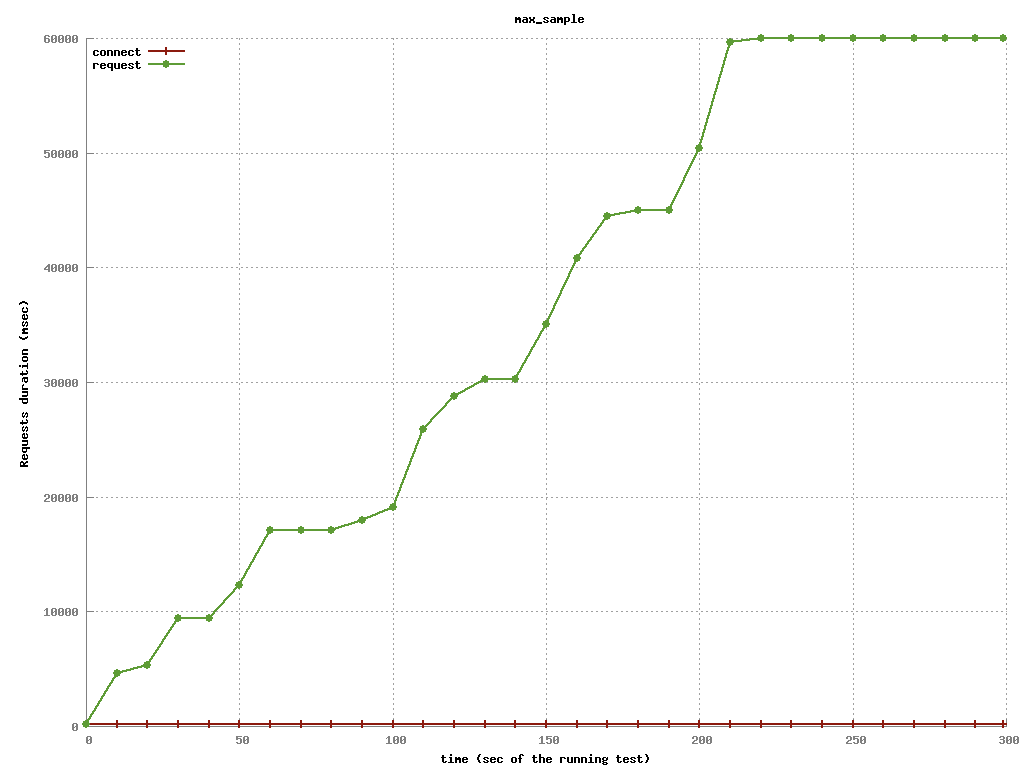 max_sample
connect
request
60000
50000
40000
30000
20000
10000
0
Requests duration (msec)
0 50 100 150 200 250 300
time (sec of the running test)